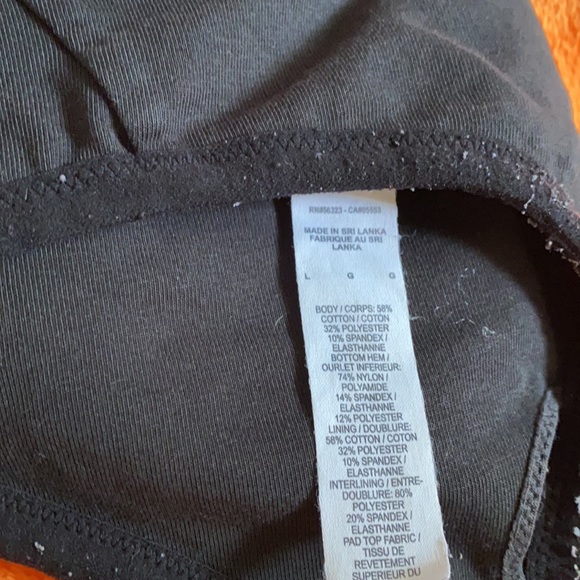 MADE IN SRI LANKA
FABRIQUE AU SRI
LANKA
L G G
BODY / CORPS: 58%
COTTON / COTON
32% POLYESTER
10% SPANDEX /
ELASTHANNE
BOTTOM HEM /
OURLET INFERIEUR:
74% NYLON /
POLYAMIDE
14% SPANDEX /
ELASTHANNE
12% POLYESTER
LINING / DOUBLURE:
58% COTTON / COTON
32% POLYESTER
10% SPANDEX /
ELASTHANNE
INTERLINING / ENTRE-
DOUBLURE: 80%
POLYESTER
20% SPANDEX /
ELASTHANNE
PAD TOP FABRIC /
TISSU DE
REVETEMENT
SUPERIEUR DU